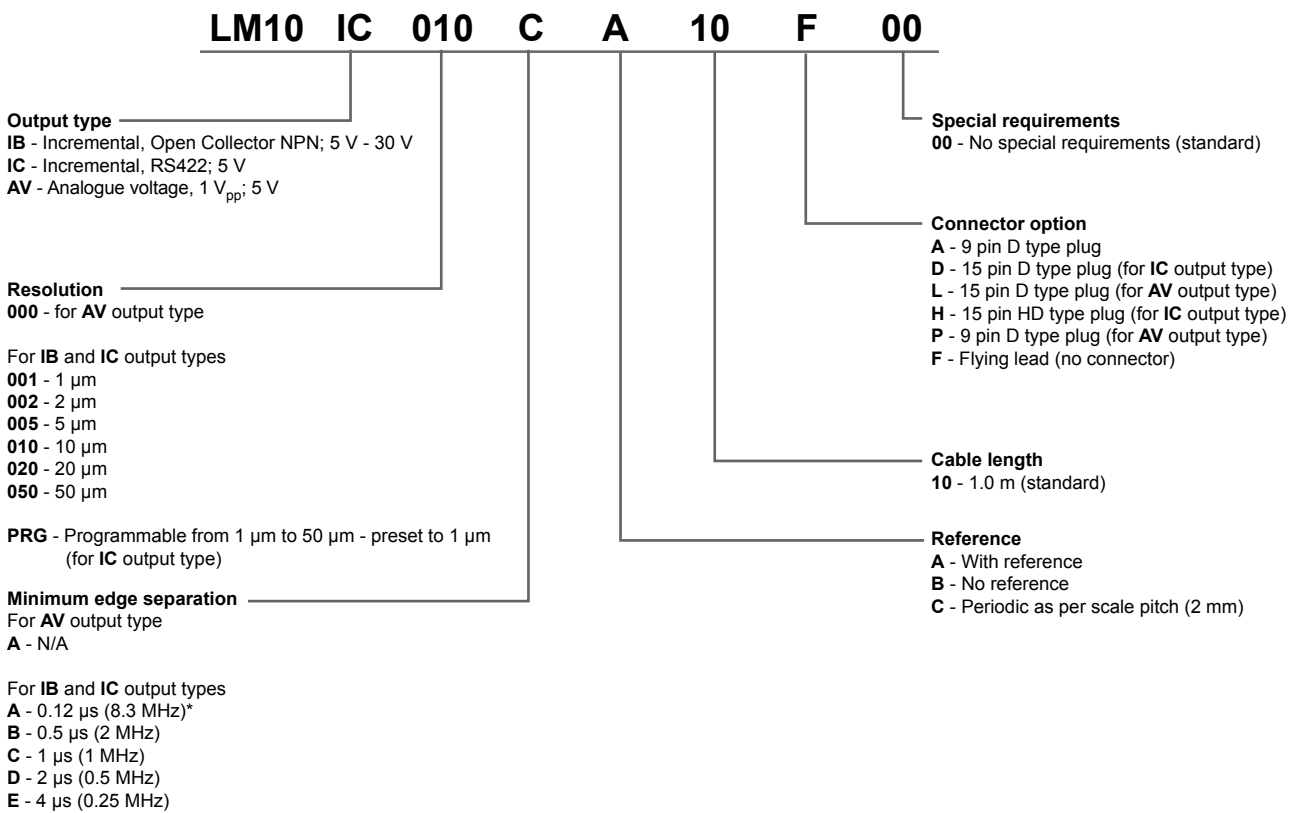 LM10 IC 010 C A 10 F 00
Output type
IB - Incremental, Open Collector NPN; 5 V - 30 V
IC - Incremental, RS422; 5 V
AV - Analogue voltage, 1 Vpp; 5 V
Resolution
000 - for AV output type
For IB and IC output types
001 - 1 µm
002 - 2 µm
005 - 5 µm
010 - 10 µm
020 - 20 µm
050 - 50 µm
PRG - Programmable from 1 µm to 50 µm - preset to 1 µm
(for IC output type)
Minimum edge separation
For AV output type
A - N/A
For IB and IC output types
A - 0.12 µs (8.3 MHz)*
B - 0.5 µs (2 MHz)
C - 1 µs (1 MHz)
D - 2 µs (0.5 MHz)
E - 4 µs (0.25 MHz)
Special requirements
00 - No special requirements (standard)
Connector option
A - 9 pin D type plug
D - 15 pin D type plug (for IC output type)
L - 15 pin D type plug (for AV output type)
H - 15 pin HD type plug (for IC output type)
P - 9 pin D type plug (for AV output type)
F - Flying lead (no connector)
Cable length
10 - 1.0 m (standard)
Reference
A - With reference
B - No reference
C - Periodic as per scale pitch (2 mm)